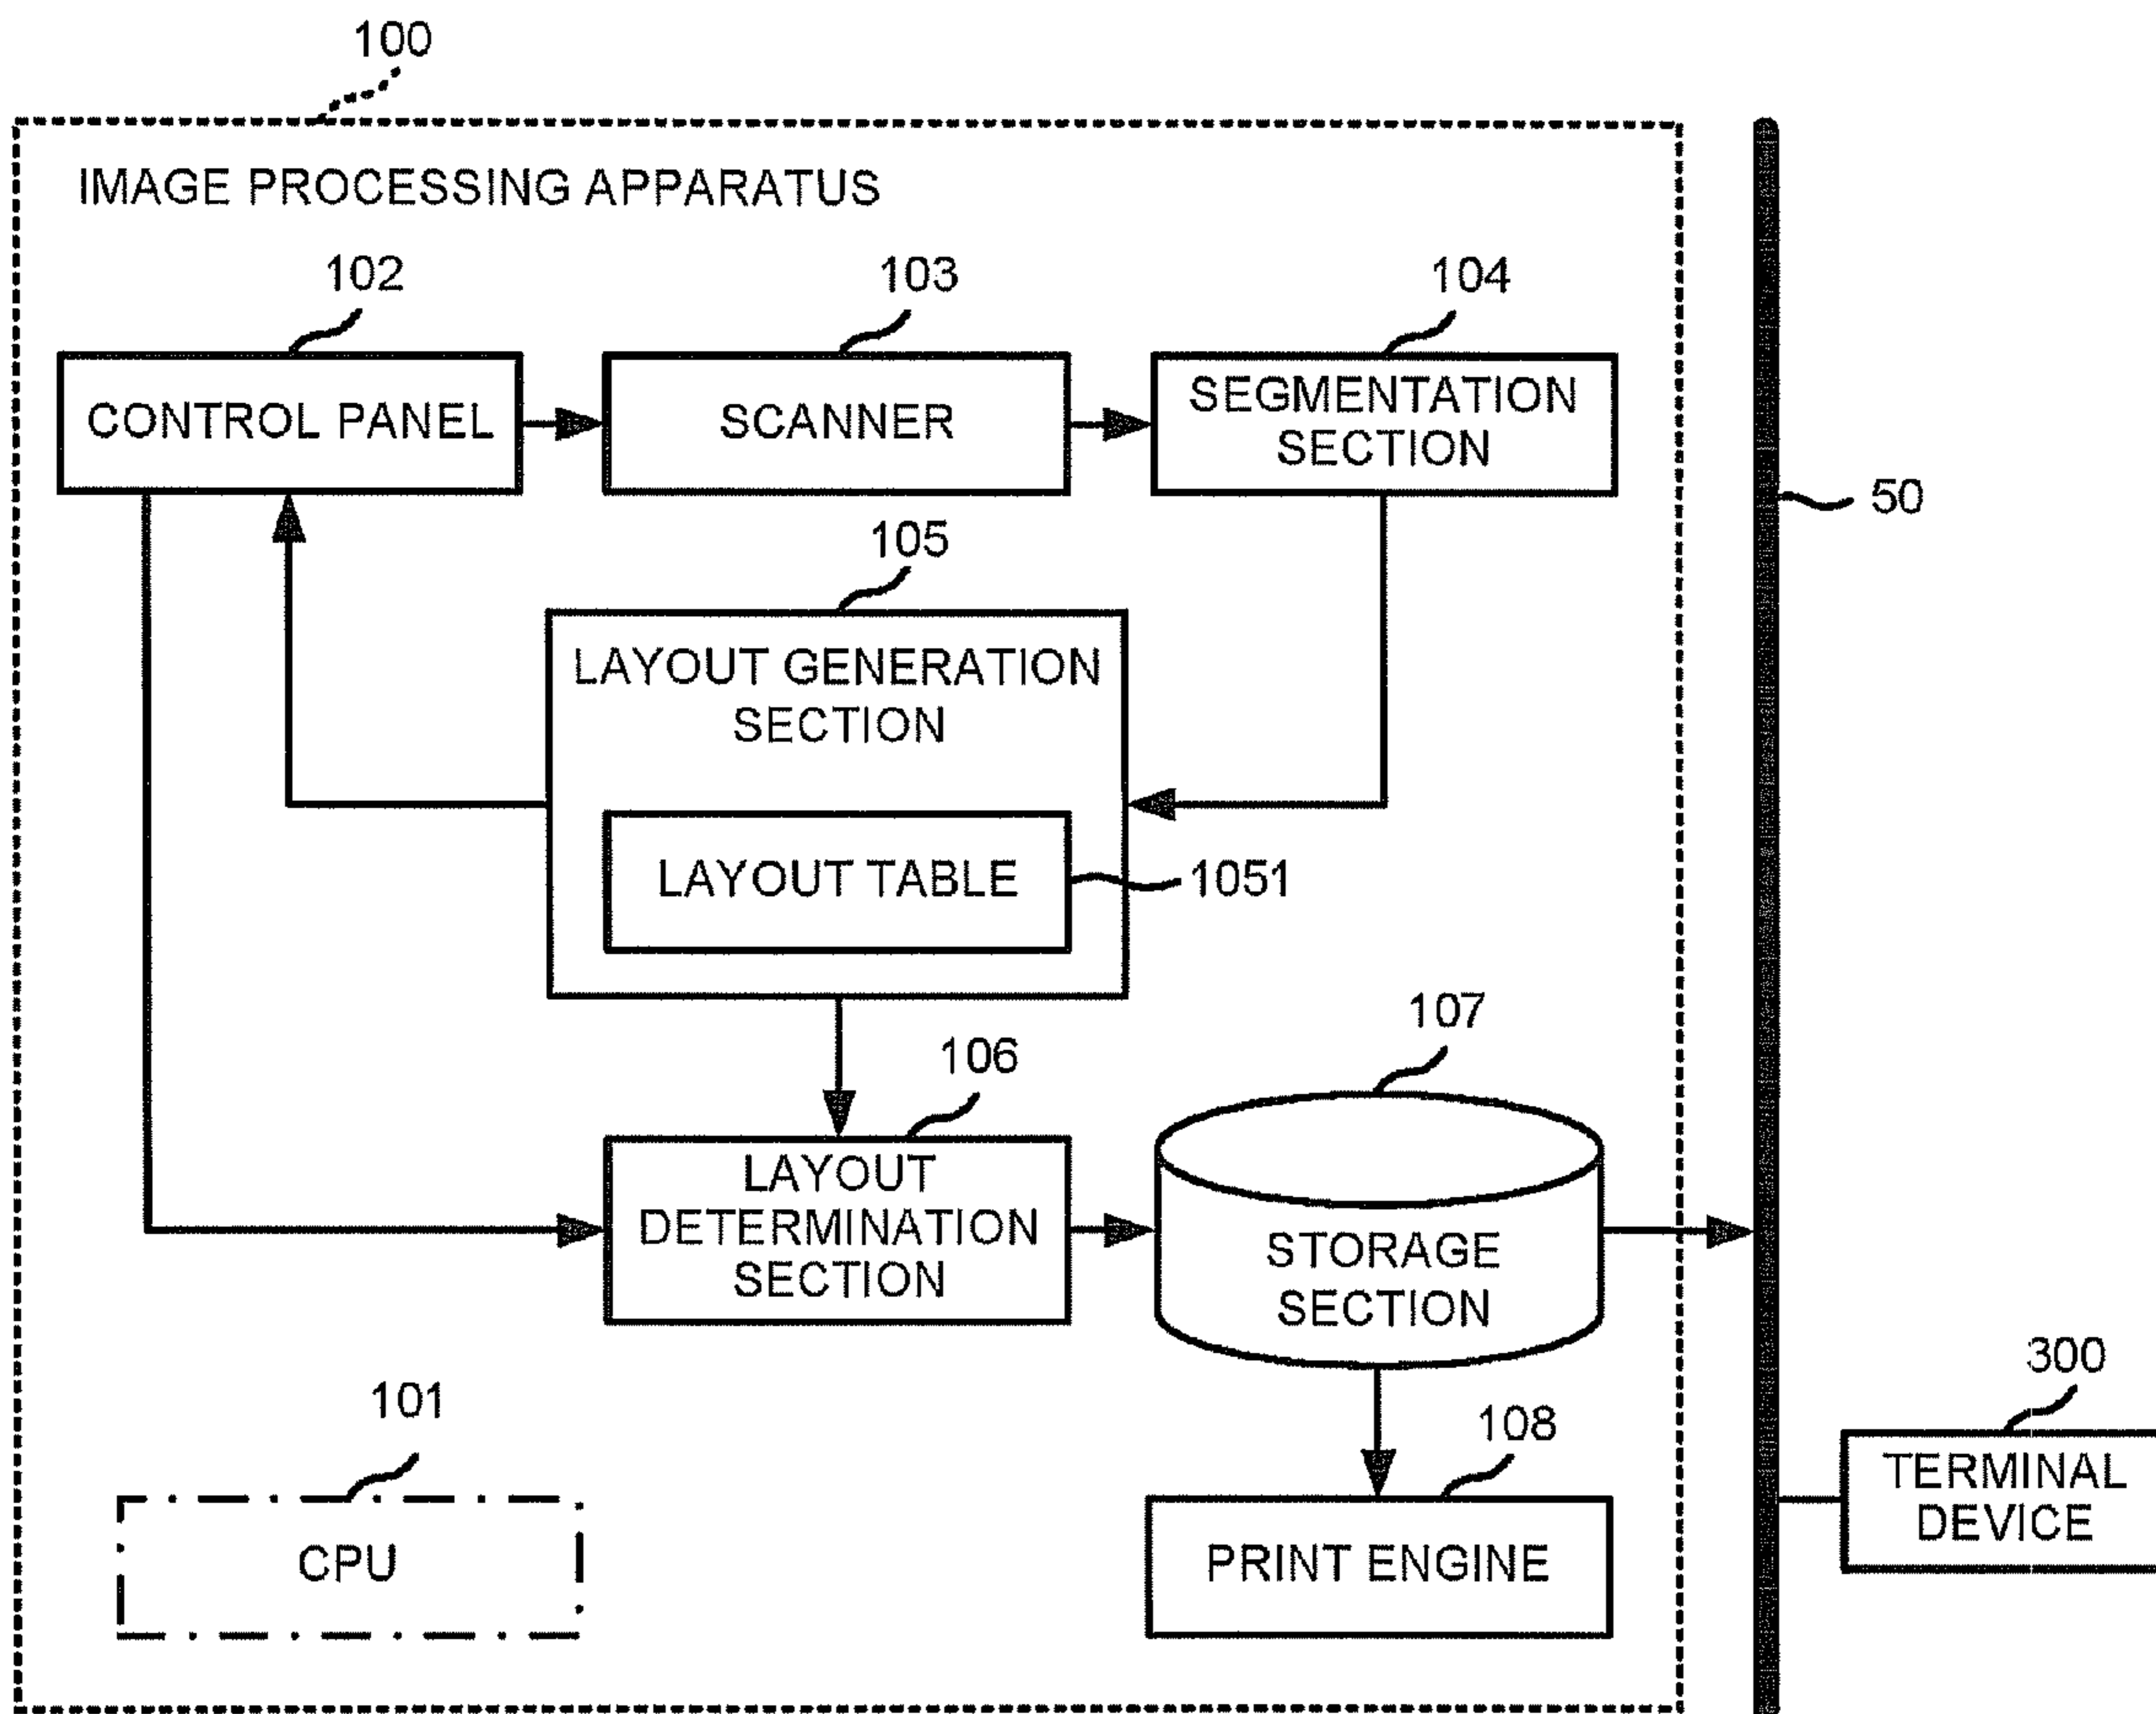 100
IMAGE PROCESSING APPARATUS
102
103
104
CONTROL PANEL
SCANNER
SEGMENTATION
SECTION
50
105
LAYOUT GENERATION
SECTION
LAYOUT TABLE
1051
107
106
LAYOUT
DETERMINATION
SECTION
STORAGE
SECTION
300
TERMINAL
DEVICE
101
CPU
108
PRINT ENGINE